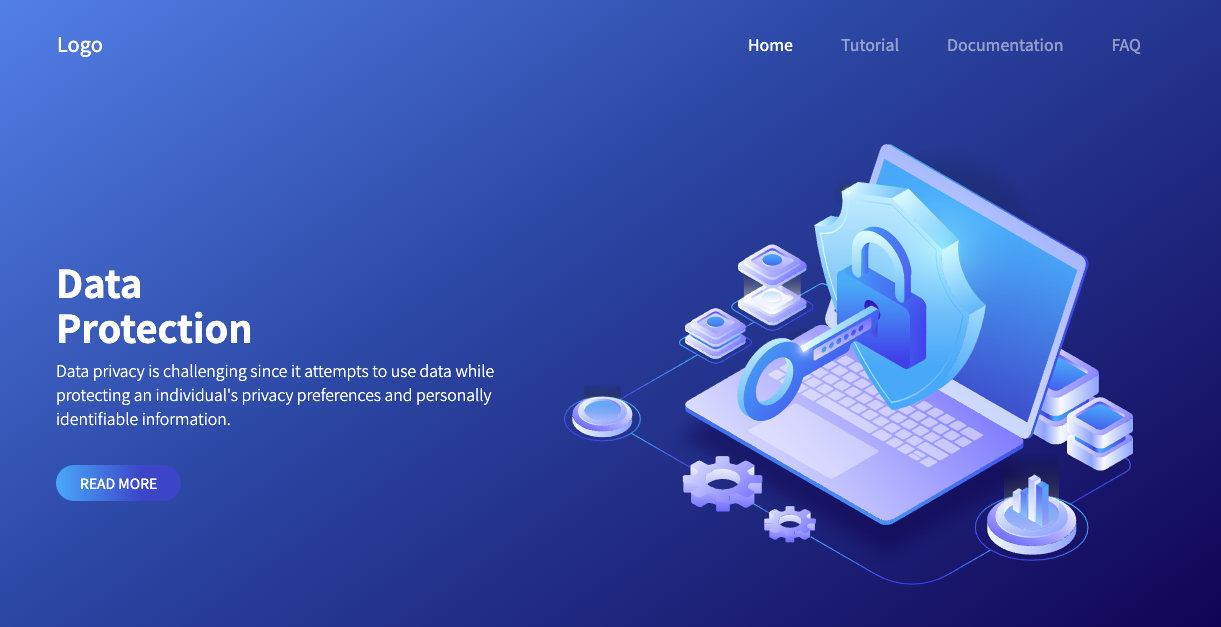 Logo
Home Tutorial Documentation FAQ
Data
Protection
Data privacy is challenging since it attempts to use data while
protecting an individual's privacy preferences and personally
identifiable information.
READ MORE